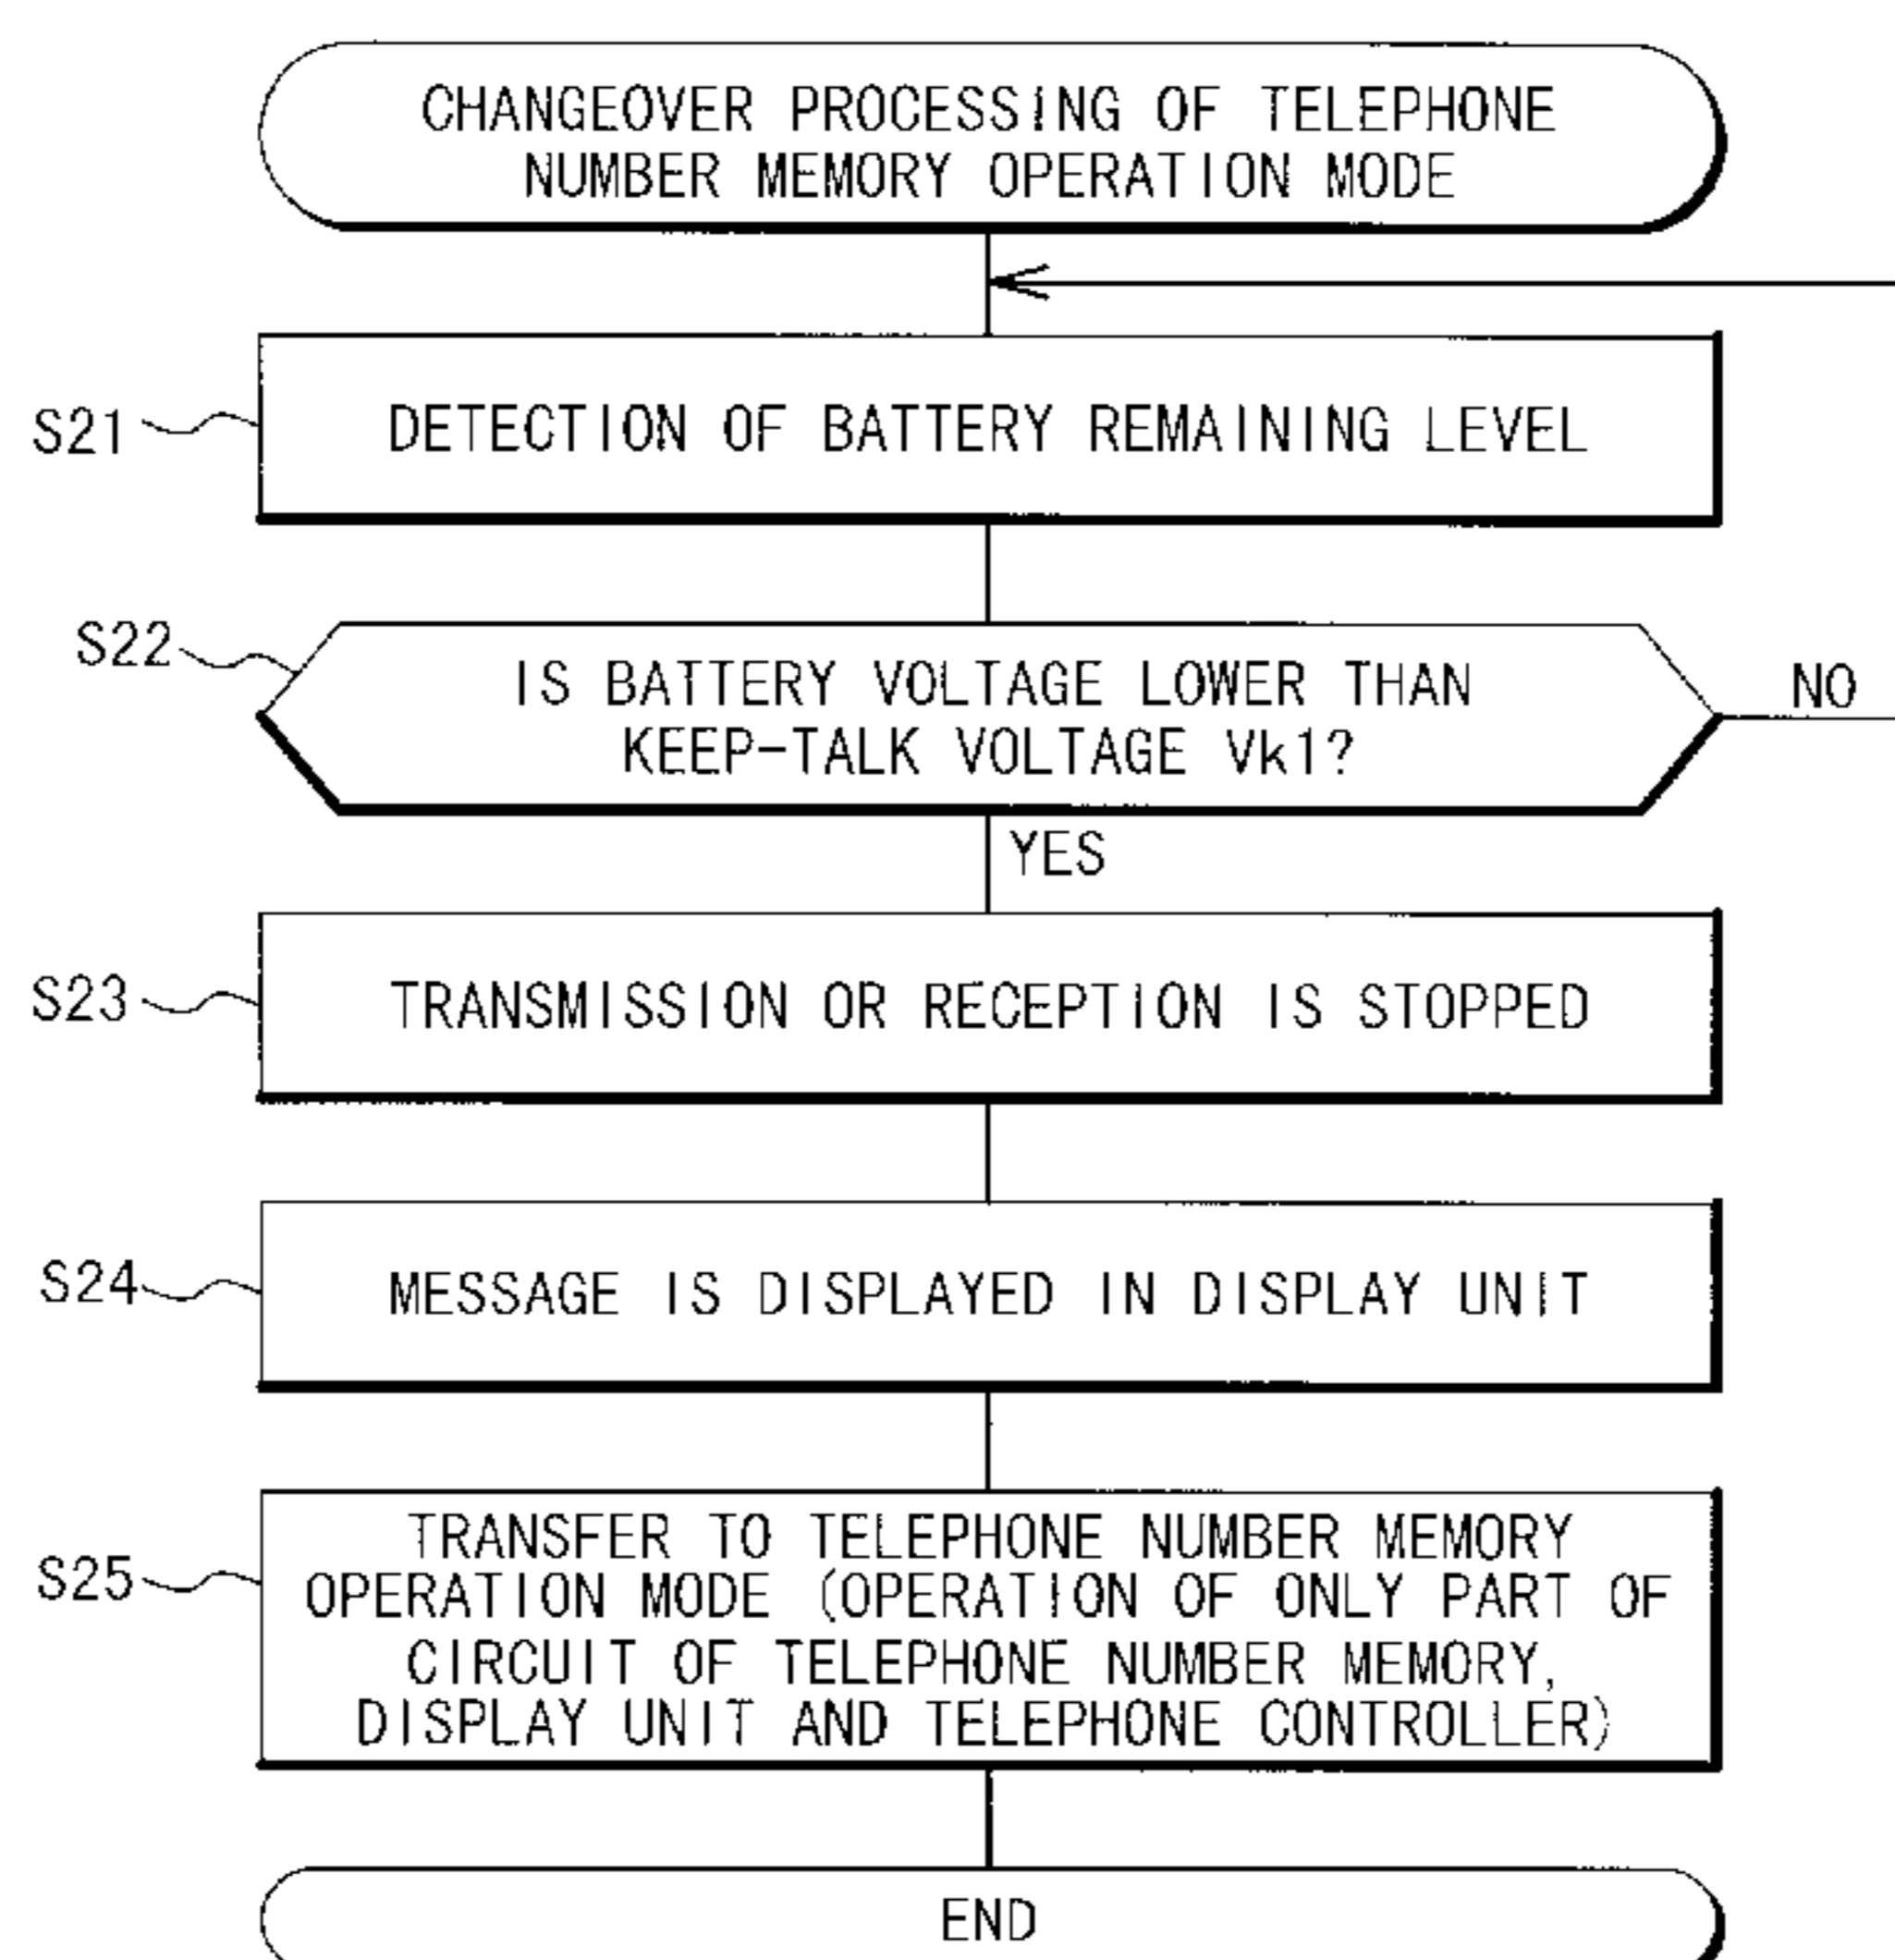 CHANGEOVER PROCESSING OF TELEPHONE
NUMBER MEMORY OPERATION MODE
S21
DETECTION OF BATTERY REMAINING LEVEL
S22
IS BATTERY VOLTAGE LOWER THAN
KEEP-TALK VOLTAGE Vk1?
NO
YES
S23
TRANSMISSION OR RECEPTION IS STOPPED
S24
MESSAGE IS DISPLAYED IN DISPLAY UNIT
S25
TRANSFER TO TELEPHONE NUMBER MEMORY
OPERATION MODE (OPERATION OF ONLY PART OF
CIRCUIT OF TELEPHONE NUMBER MEMORY,
DISPLAY UNIT AND TELEPHONE CONTROLLER)
END